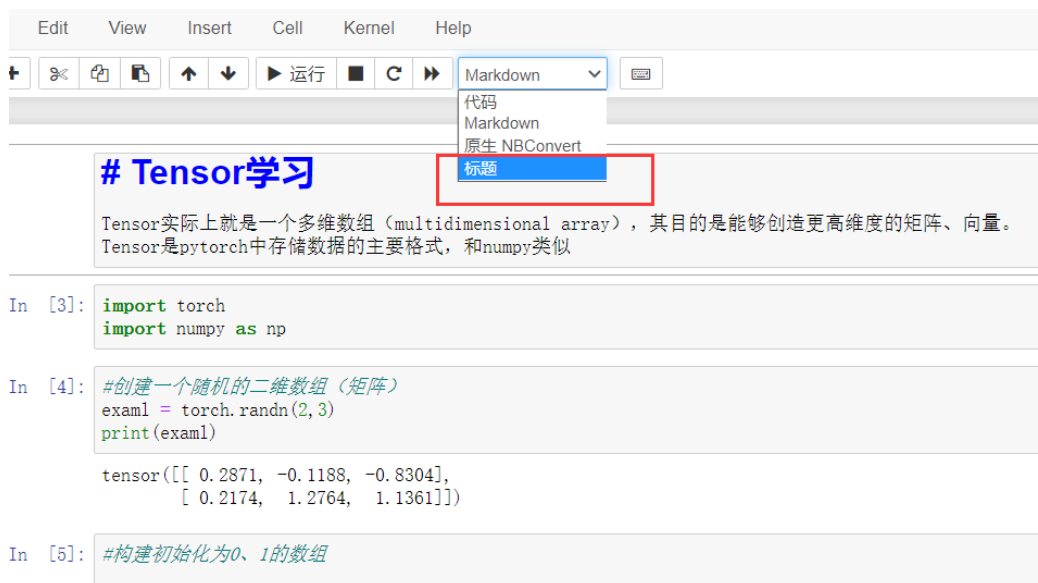 Edit View Insert Cell Kernel Help
运行 Markdown
代码
Markdown
原生 NBConvert
标题
# Tensor学习
Tensor实际上就是一个多维数组（multidimensional array），其目的是能够创造更高维度的矩阵、向量。
Tensor是pytorch中存储数据的主要格式，和numpy类似
In [3]: import torch
import numpy as np
In [4]: #创建一个随机的二维数组（矩阵）
exam1 = torch.randn(2,3)
print(exam1)
tensor([[ 0.2871, -0.1188, -0.8304],
[ 0.2174, 1.2764, 1.1361]])
In [5]: #构建初始化为0、1的数组